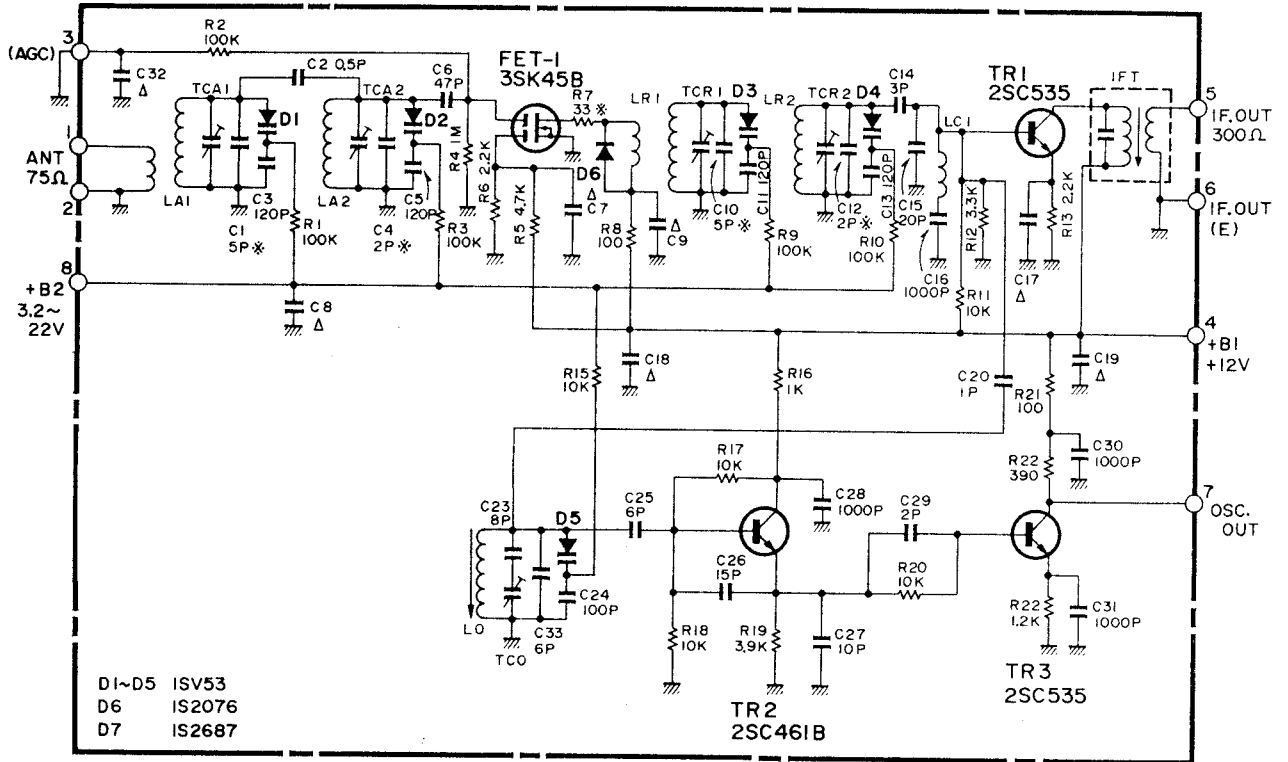 3
(AGC)
R2
100K
C32
Δ
TCA1
C2 0.5P
TCA2
C6
47P
FET-1
3SK45B
R7
33 ※
D1
D2
R4 1M
D6
LR1
TCR1
D3
LR2
TCR2
D4
C14
3P
LC1
TR1
2SC535
IFT
5
IF.OUT
300Ω
1
ANT
75Ω
2
LA1
C3
120P
C1
5P※
R1
100K
LA2
C4
2P※
C5
120P
R3
100K
R6 2.2K
R5 4.7K
Δ
C7
R8
100
Δ
C9
C10
5P※
C11 120P
R9
100K
C12
2P※
C13 120P
R10
100K
C15
20P
C16
1000P
R12 3.3K
R11
10K
C17
Δ
R13 2.2K
6
IF.OUT
(E)
8
+B2
3.2~
22V
C8
Δ
4
+B1
+12V
R15
10K
C18
Δ
R16
1K
C20
1P
R21
100
C19
Δ
R17
10K
C30
1000P
R22
390
C23
8P
D5
C25
6P
C28
1000P
C29
2P
7
OSC.
OUT
C26
15P
R20
10K
C24
100P
LO
TCO
C33
6P
R18
10K
R19
3.9K
C27
10P
R22
1.2K
C31
1000P
TR3
2SC535
TR2
2SC461B
D1~D5 ISV53
D6 IS2076
D7 IS2687